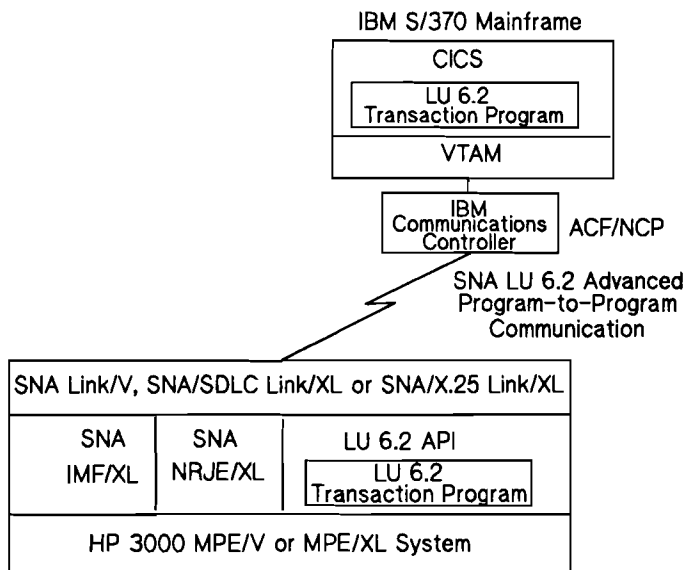 IBM S/370 Mainframe
CICS
LU 6.2
Transaction Program
VTAM
IBM
Communications
Controller
ACF/NCP
SNA LU 6.2 Advanced
Program-to-Program
Communication
SNA Link/V, SNA/SDLC Link/XL or SNA/X.25 Link/XL
SNA
IMF/XL
SNA
NRJE/XL
LU 6.2 API
LU 6.2
Transaction Program
HP 3000 MPE/V or MPE/XL System